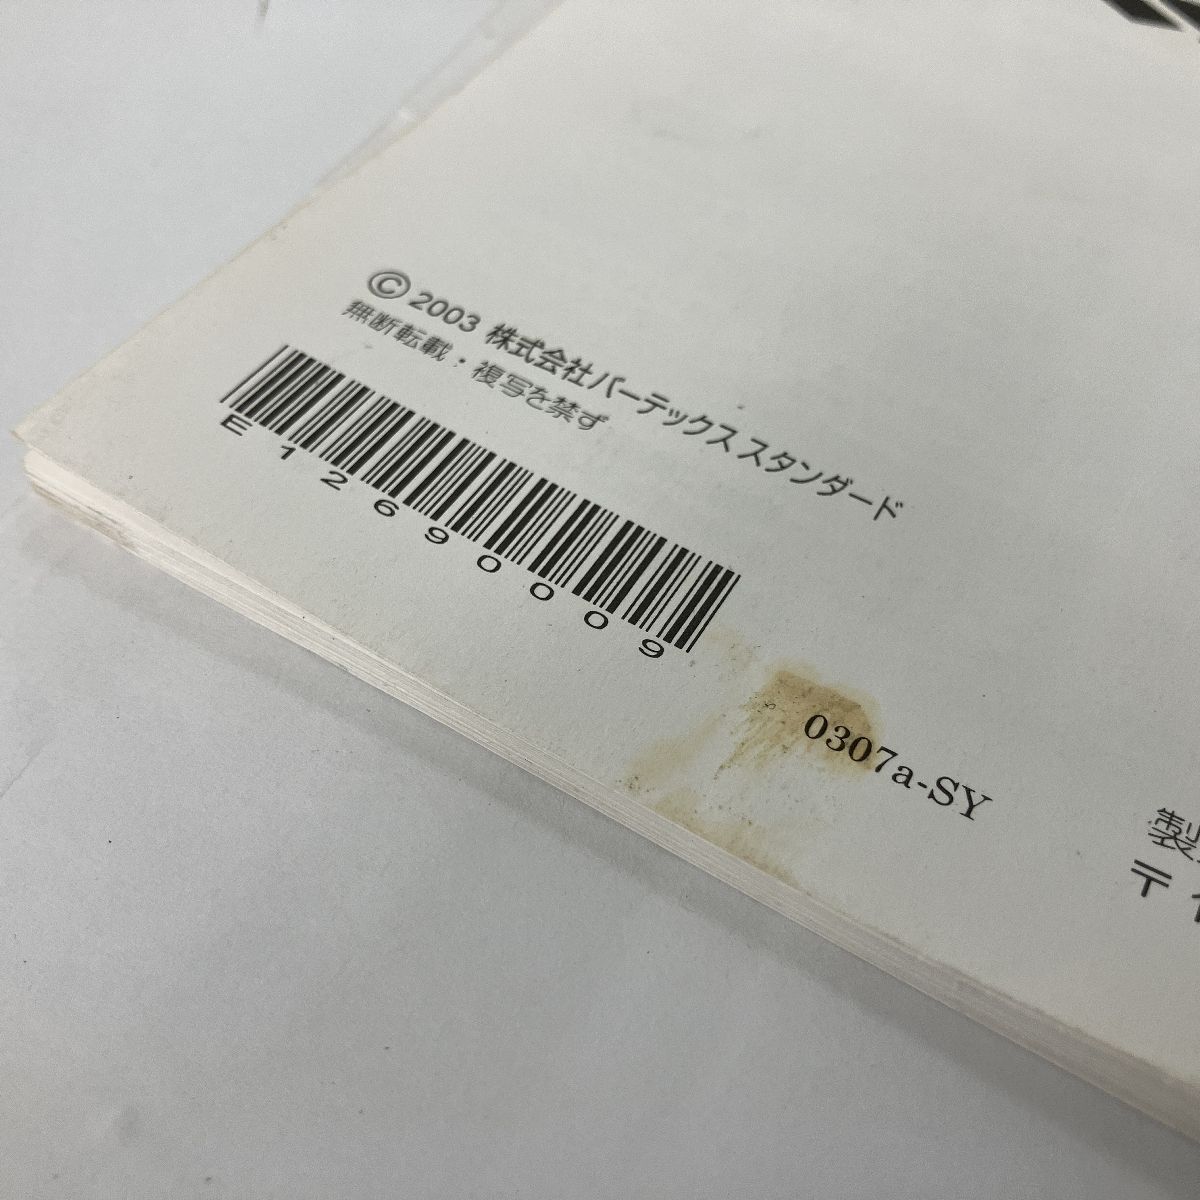 © 2003 株式会社バーテックススタンダード
無断転載・複写を禁ず
E12690009
0307a-SY
製
〒